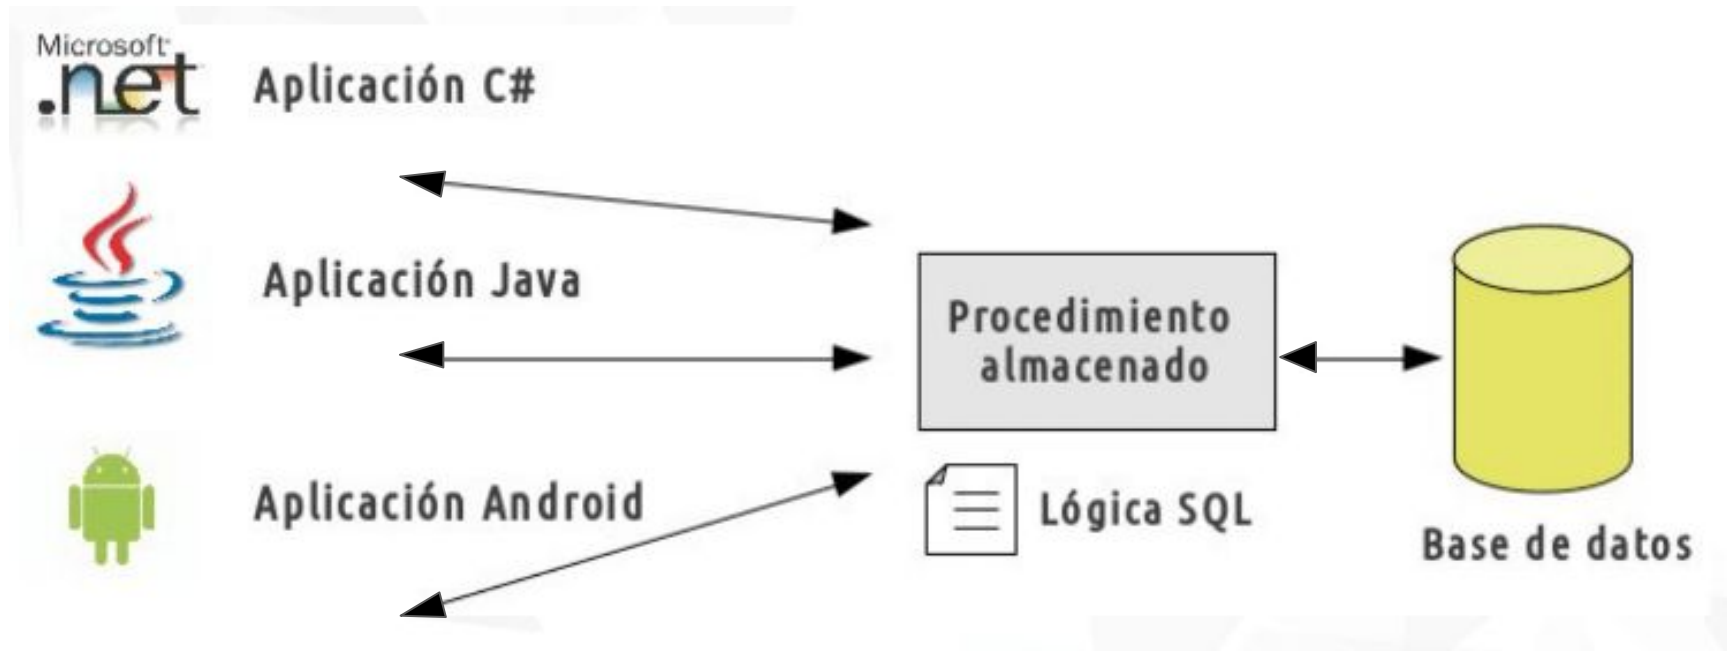 Microsoft
.net
Aplicación C#
Aplicación Java
Aplicación Android
Procedimiento
almacenado
Lógica SQL
Base de datos